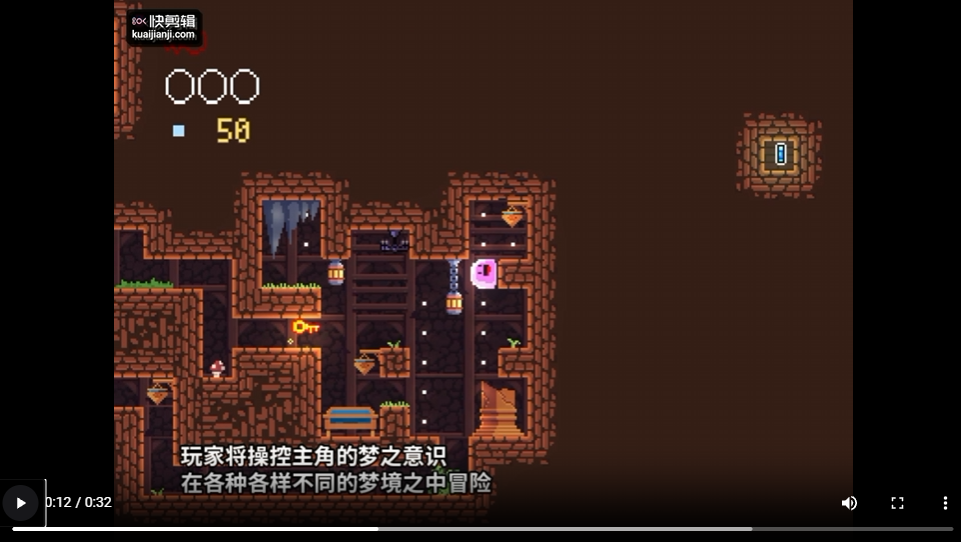 快剪辑
kuaijianji.com
50
玩家将操控主角的梦之意识
在各种各样不同的梦境之中冒险
0:12 / 0:32